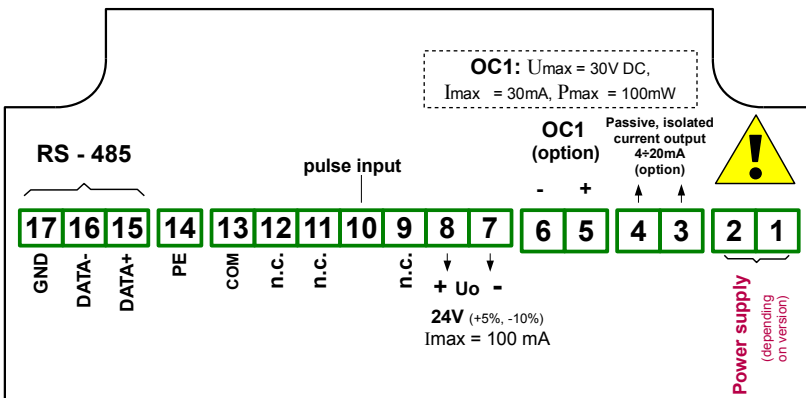 OC1: Umax = 30V DC,
Imax = 30mA, Pmax = 100mW
RS - 485
pulse input
OC1
(option)
- +
Passive, isolated
current output
4÷20mA
(option)
!
17 16 15 14 13 12 11 10 9 8 7 6 5 4 3 2 1
GND
DATA-
DATA+
PE
COM
n.c.
n.c.
n.c.
+ Uo -
24V (+5%, -10%)
Imax = 100 mA
Power supply
(depending
on version)